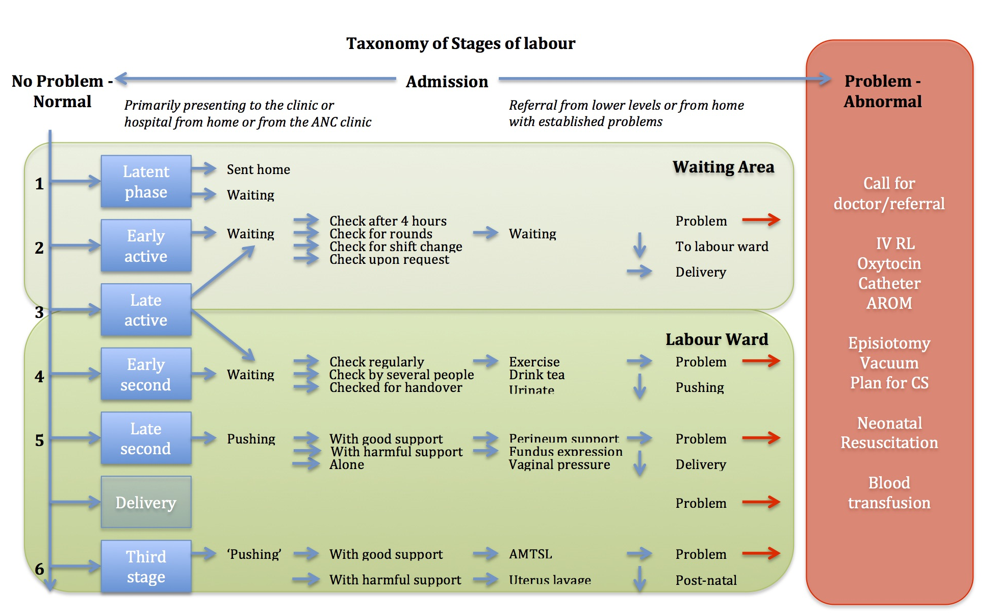 Taxonomy of Stages of labour
No Problem -
Normal
Admission
Problem -
Abnormal
Primarily presenting to the clinic or
hospital from home or from the ANC clinic
Referral from lower levels or from home
with established problems
Waiting Area
1
Latent
phase
Sent home
Waiting
2
Early
active
Waiting
Check after 4 hours
Check for rounds
Check for shift change
Check upon request
Waiting
Problem
To labour ward
Delivery
3
Late
active
Labour Ward
4
Early
second
Waiting
Check regularly
Check by several people
Checked for handover
Exercise
Drink tea
Urinate
Problem
Pushing
5
Late
second
Pushing
With good support
With harmful support
Alone
Perineum support
Fundus expression
Vaginal pressure
Problem
Delivery
Delivery
Problem
6
Third
stage
‘Pushing’
With good support
With harmful support
AMTSL
Uterus lavage
Problem
Post-natal
Call for
doctor/referral
IV RL
Oxytocin
Catheter
AROM
Episiotomy
Vacuum
Plan for CS
Neonatal
Resuscitation
Blood
transfusion